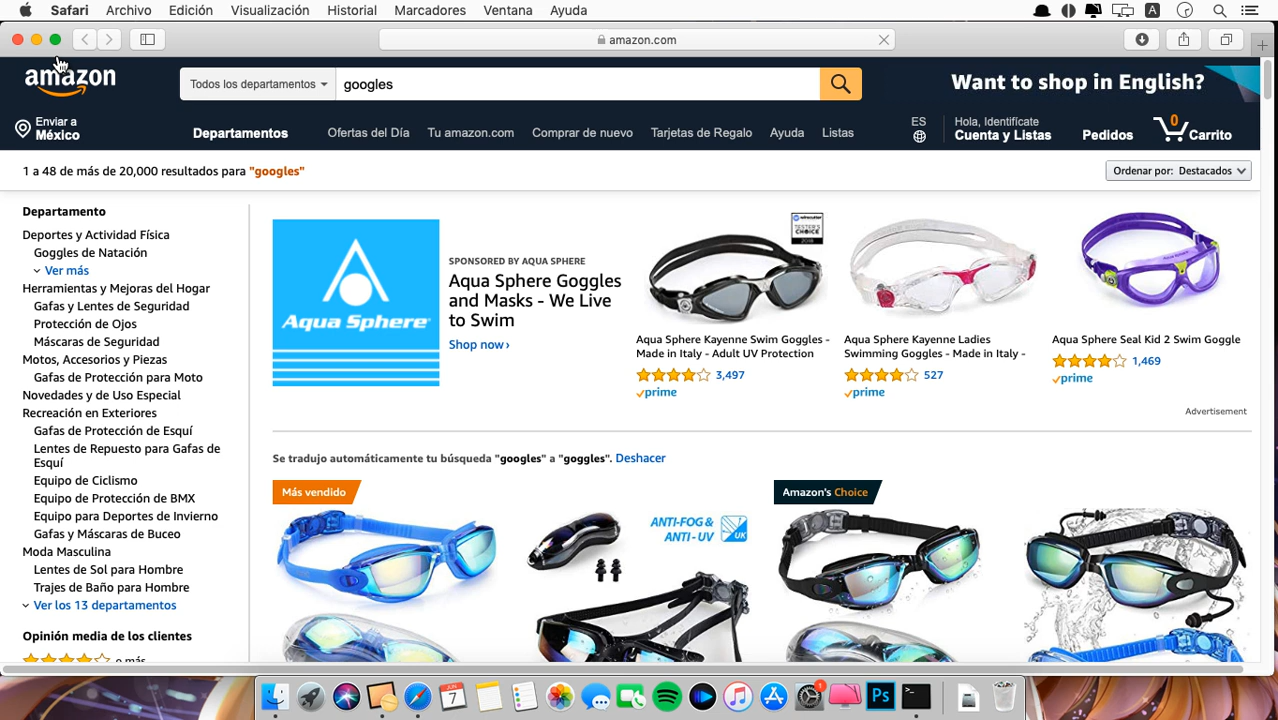 Safari Archivo Edición Visualización Historial Marcadores Ventana Ayuda
amazon.com
amazon
Todos los departamentos
googles
Want to shop in English?
Enviar a
México
Departamentos
Ofertas del Día
Tu amazon.com
Comprar de nuevo
Tarjetas de Regalo
Ayuda
Listas
ES
Hola, Identifícate
Cuenta y Listas
Pedidos
0
Carrito
1 a 48 de más de 20,000 resultados para "googles"
Ordenar por: Destacados
Departamento
Deportes y Actividad Física
Goggles de Natación
Ver más
Herramientas y Mejoras del Hogar
Gafas y Lentes de Seguridad
Protección de Ojos
Máscaras de Seguridad
Motos, Accesorios y Piezas
Gafas de Protección para Moto
Novedades y de Uso Especial
Recreación en Exteriores
Gafas de Protección de Esquí
Lentes de Repuesto para Gafas de
Esquí
Equipo de Ciclismo
Equipo de Protección de BMX
Equipo para Deportes de Invierno
Gafas y Máscaras de Buceo
Moda Masculina
Lentes de Sol para Hombre
Trajes de Baño para Hombre
Ver los 13 departamentos
Opinión media de los clientes
o más
Aqua Sphere
SPONSORED BY AQUA SPHERE
Aqua Sphere Goggles
and Masks - We Live
to Swim
Shop now›
TESTER'S
CHOICE
Aqua Sphere Kayenne Swim Goggles -
Made in Italy - Adult UV Protection
3,497
prime
Aqua Sphere Kayenne Ladies
Swimming Goggles - Made in Italy -
527
prime
Aqua Sphere Seal Kid 2 Swim Goggle
1,469
prime
Advertisement
Se tradujo automáticamente tu búsqueda "googles" a "goggles". Deshacer
Más vendido
ANTI-FOG &
ANTI-UV
Amazon's Choice
7
1
Ps